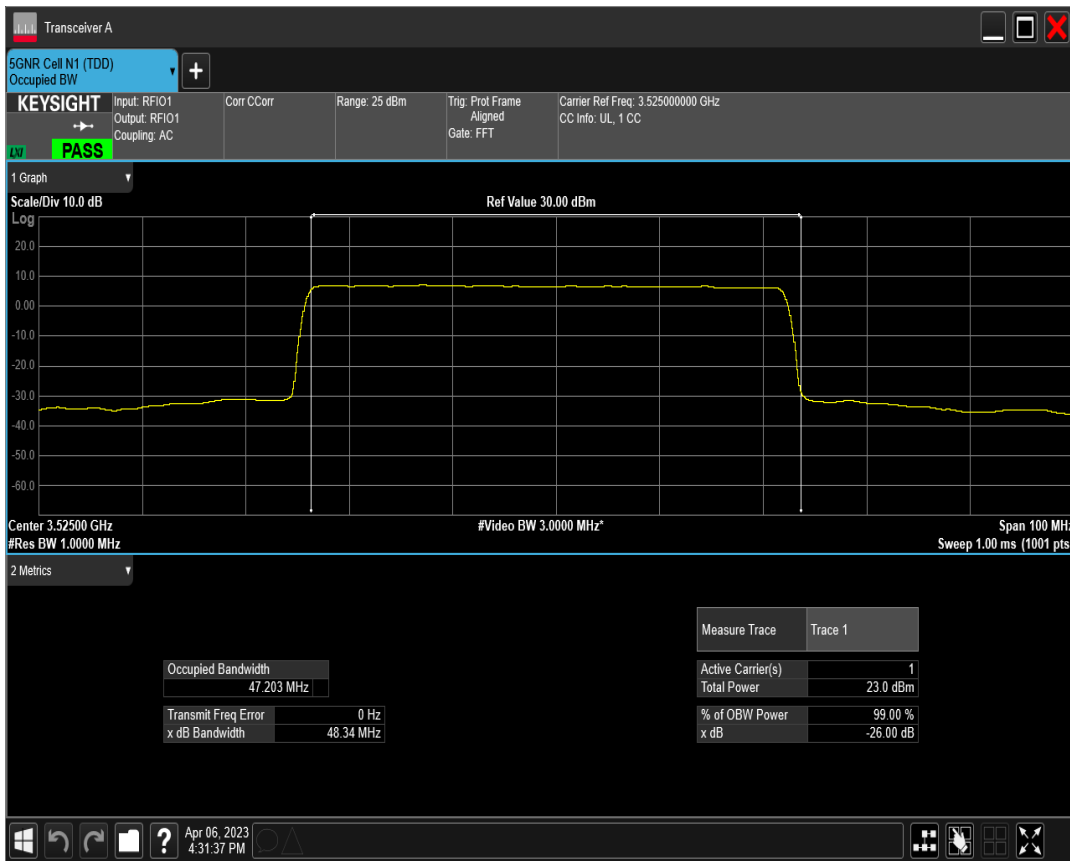 Transceiver A
5GNR Cell N1 (TDD)
Occupied BW
KEYSIGHT
LXI
PASS
Input: RFIO1
Output: RFIO1
Coupling: AC
Corr CCorr
Range: 25 dBm
Trig: Prot Frame
Aligned
Gate: FFT
Carrier Ref Freq: 3.525000000 GHz
CC Info: UL, 1 CC
1 Graph
Scale/Div 10.0 dB
Ref Value 30.00 dBm
Log
20.0
10.0
0.00
-10.0
-20.0
-30.0
-40.0
-50.0
-60.0
Center 3.52500 GHz
#Video BW 3.0000 MHz*
Span 100 MHz
#Res BW 1.0000 MHz
Sweep 1.00 ms (1001 pts
2 Metrics
Measure Trace Trace 1
Occupied Bandwidth
47.203 MHz
Active Carrier(s) 1
Total Power 23.0 dBm
Transmit Freq Error 0 Hz
x dB Bandwidth 48.34 MHz
% of OBW Power 99.00 %
x dB -26.00 dB
?
Apr 06, 2023
4:31:37 PM